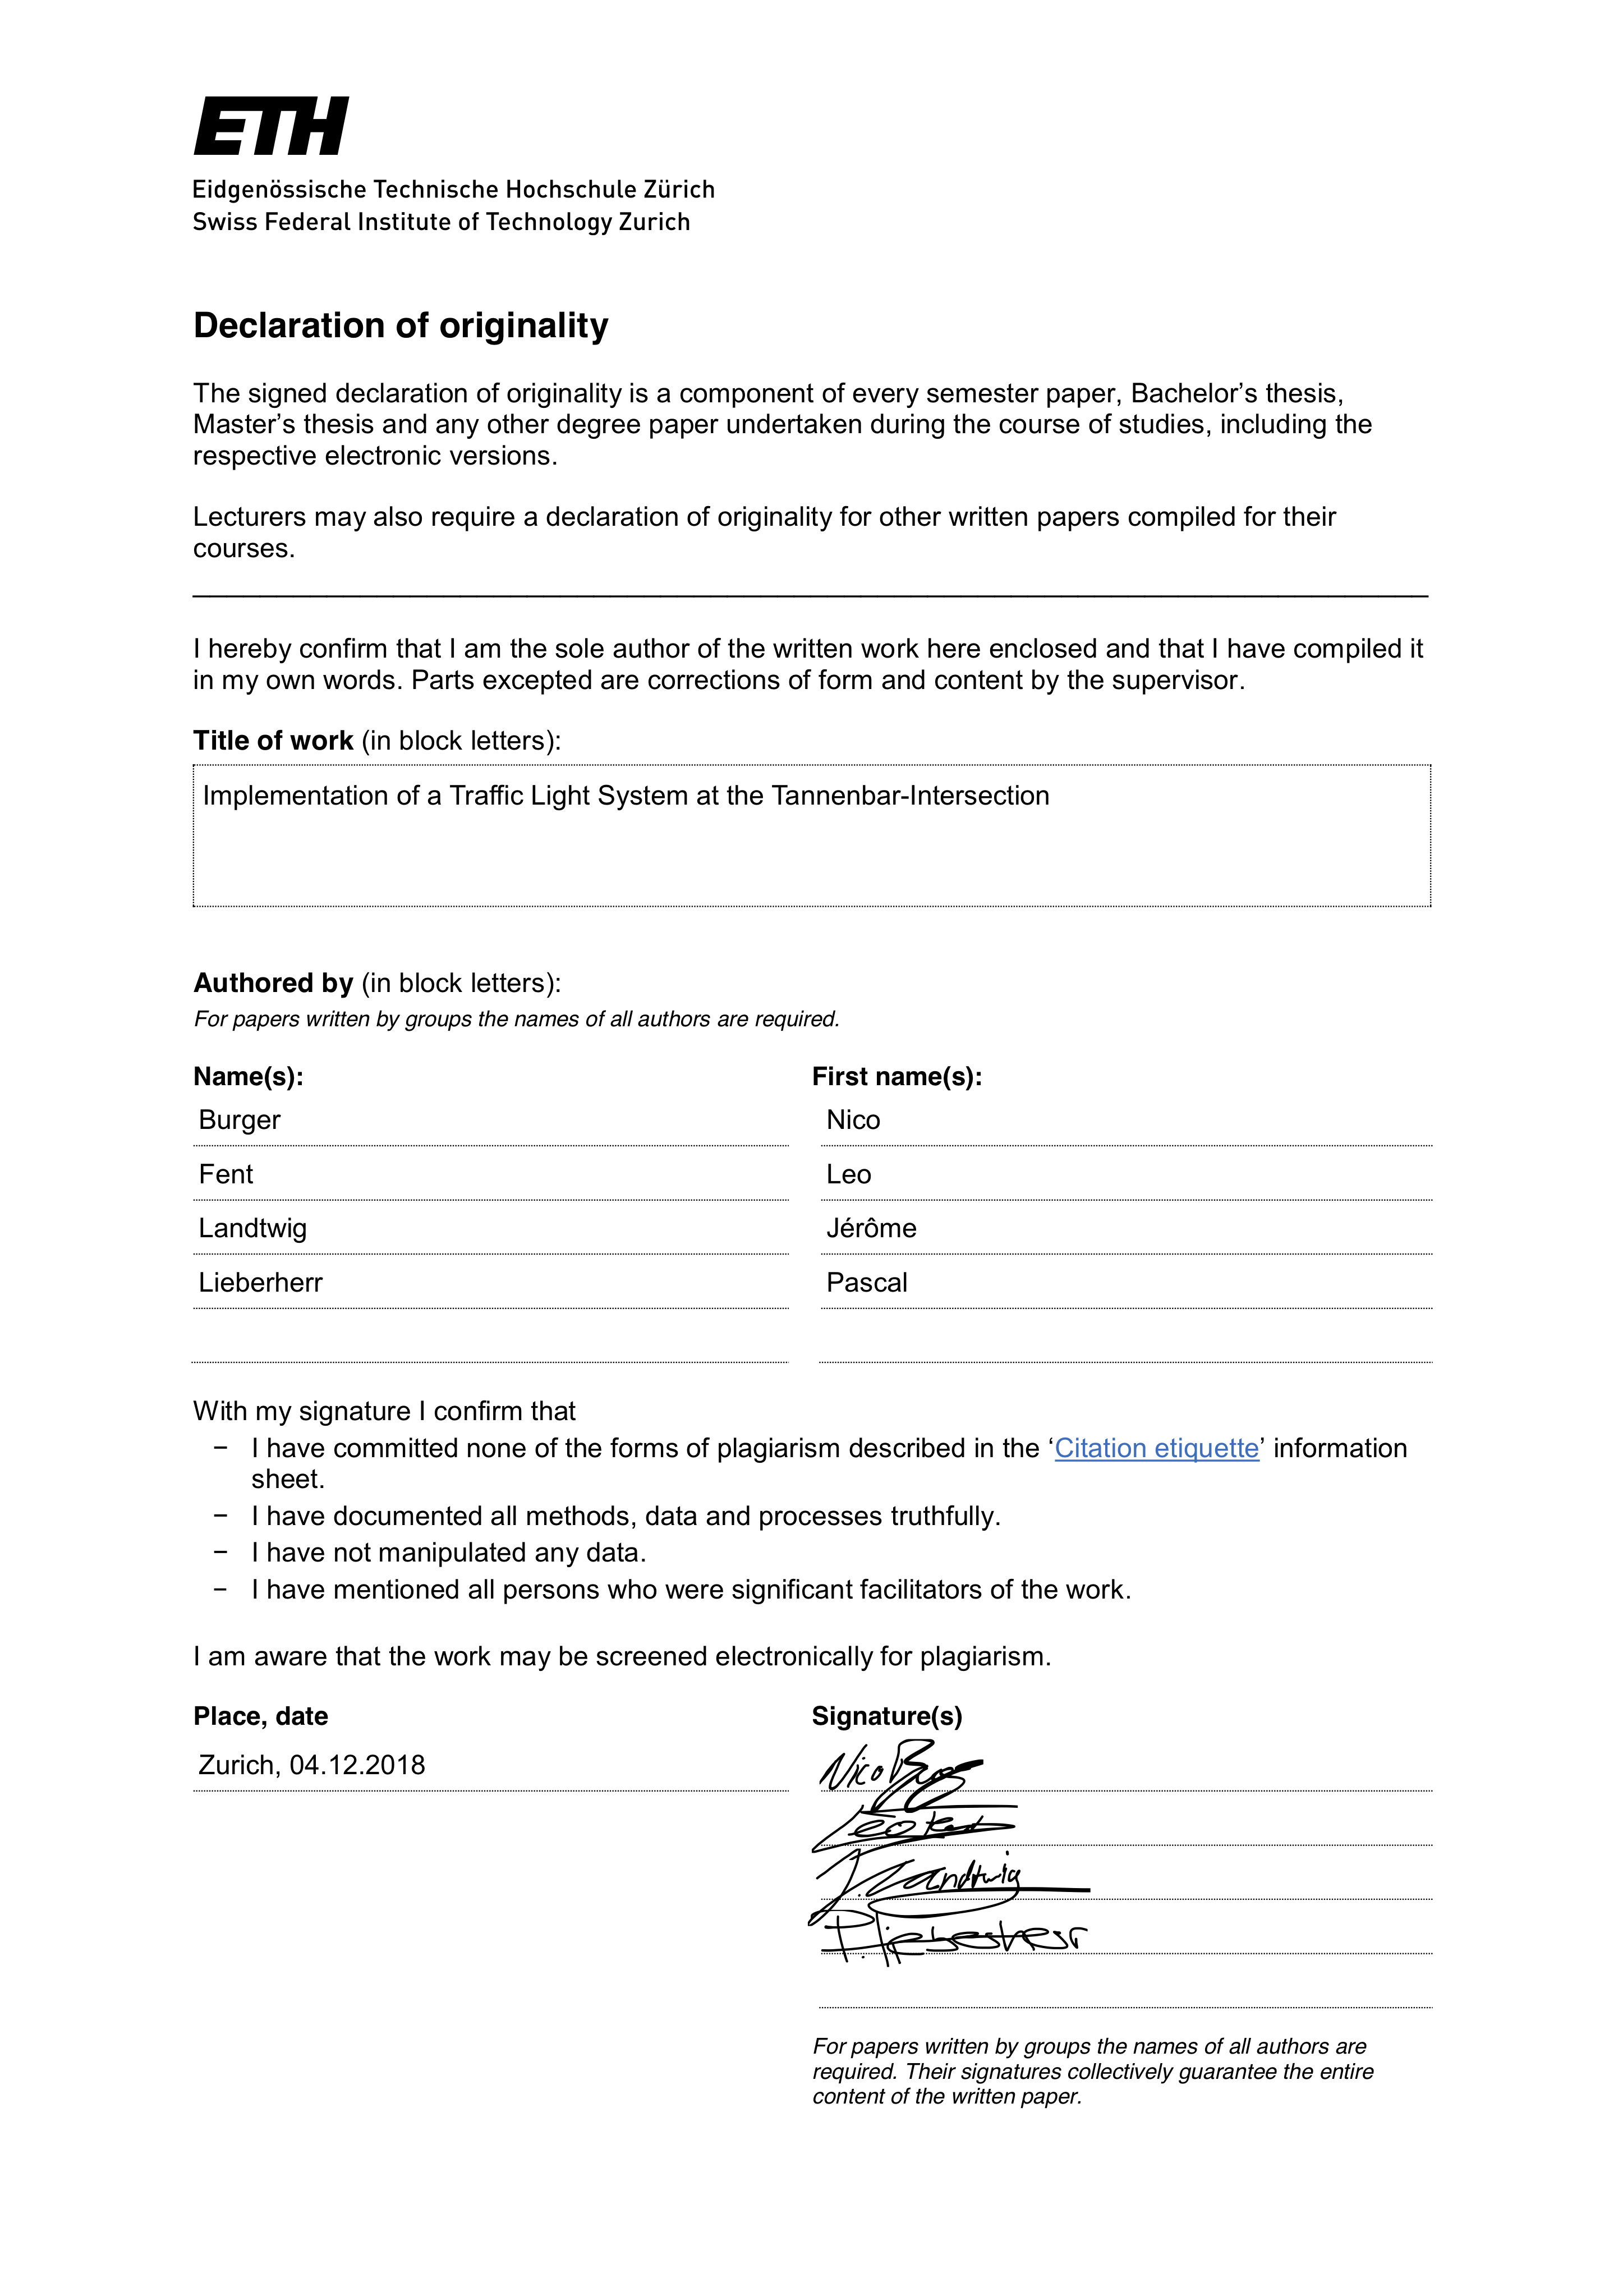 ETH
Eidgenössische Technische Hochschule Zürich
Swiss Federal Institute of Technology Zurich
Declaration of originality
The signed declaration of originality is a component of every semester paper, Bachelor’s thesis,
Master’s thesis and any other degree paper undertaken during the course of studies, including the
respective electronic versions.
Lecturers may also require a declaration of originality for other written papers compiled for their
courses.
I hereby confirm that I am the sole author of the written work here enclosed and that I have compiled it
in my own words. Parts excepted are corrections of form and content by the supervisor.
Title of work (in block letters):
Implementation of a Traffic Light System at the Tannenbar-Intersection
Authored by (in block letters):
For papers written by groups the names of all authors are required.
Name(s): First name(s):
Burger Nico
Fent Leo
Landtwig Jérôme
Lieberherr Pascal
With my signature I confirm that
− I have committed none of the forms of plagiarism described in the ‘Citation etiquette’ information
sheet.
− I have documented all methods, data and processes truthfully.
− I have not manipulated any data.
− I have mentioned all persons who were significant facilitators of the work.
I am aware that the work may be screened electronically for plagiarism.
Place, date Signature(s)
Zurich, 04.12.2018 Nico
Leo
J. Landtwig
P. Lieberherr
For papers written by groups the names of all authors are
required. Their signatures collectively guarantee the entire
content of the written paper.